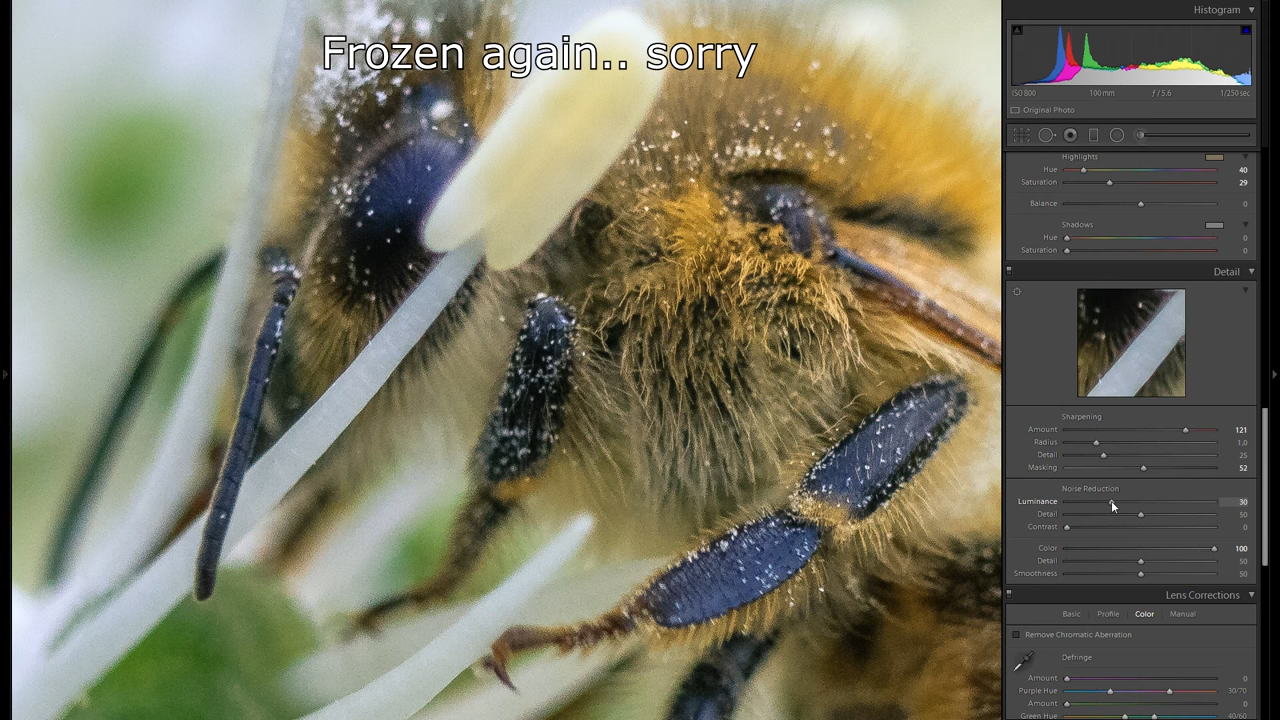 Frozen again.. sorry
Histogram
ISO 800 100 mm ƒ / 5.6 1/250 sec
Original Photo
Highlights
Hue 40
Saturation 29
Balance 0
Shadows
Hue 0
Saturation 0
Detail
Sharpening
Amount 121
Radius 1,0
Detail 25
Masking 52
Noise Reduction
Luminance 30
Detail 50
Contrast 0
Color 100
Detail 50
Smoothness 50
Lens Corrections
Basic Profile Color Manual
Remove Chromatic Aberration
Defringe
Amount 0
Purple Hue 30/70
Amount 0
Green Hue 40/60